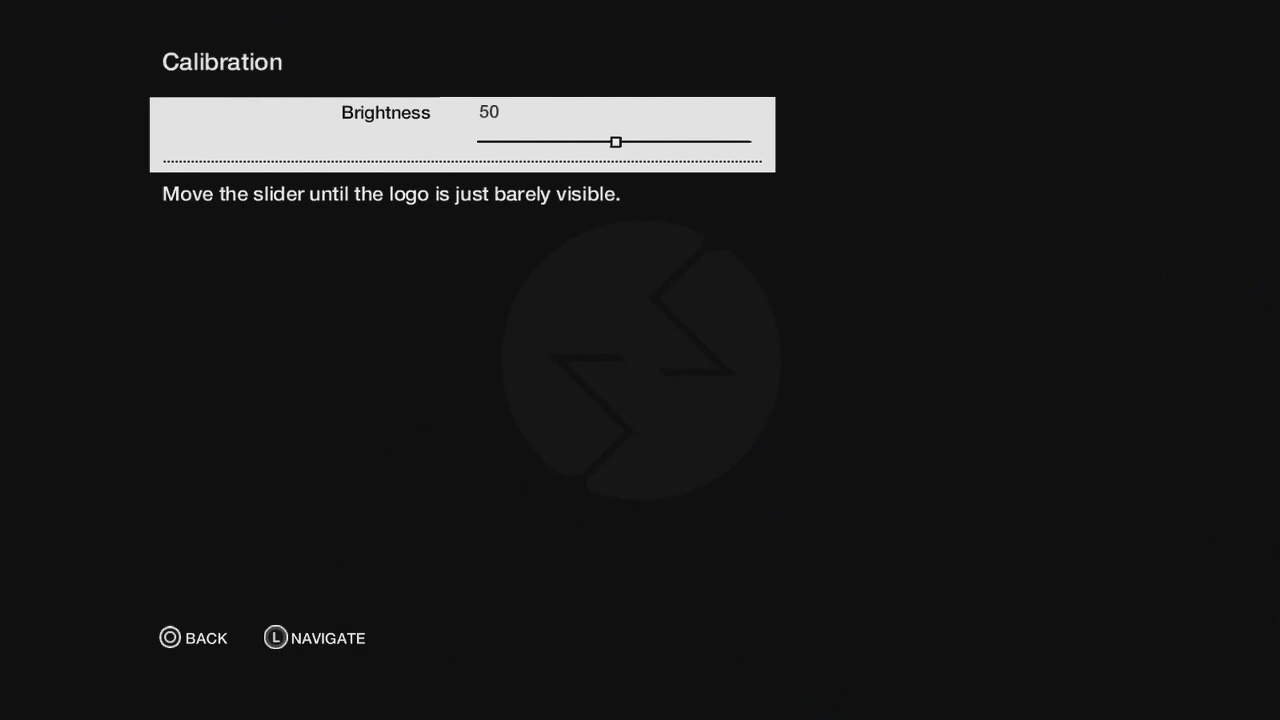 Calibration
Brightness 50
Move the slider until the logo is just barely visible.
BACK L NAVIGATE